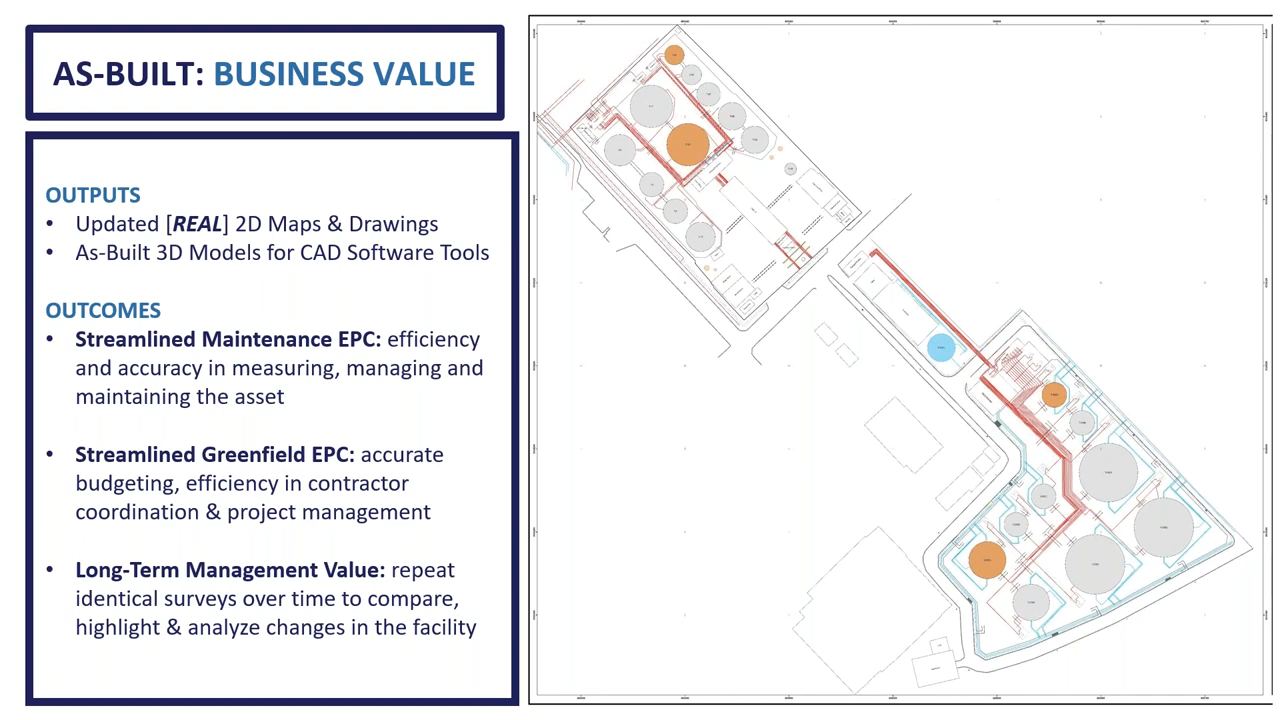 AS-BUILT: BUSINESS VALUE
OUTPUTS
• Updated [REAL] 2D Maps & Drawings
• As-Built 3D Models for CAD Software Tools
OUTCOMES
• Streamlined Maintenance EPC: efficiency
and accuracy in measuring, managing and
maintaining the asset
• Streamlined Greenfield EPC: accurate
budgeting, efficiency in contractor
coordination & project management
• Long-Term Management Value: repeat
identical surveys over time to compare,
highlight & analyze changes in the facility